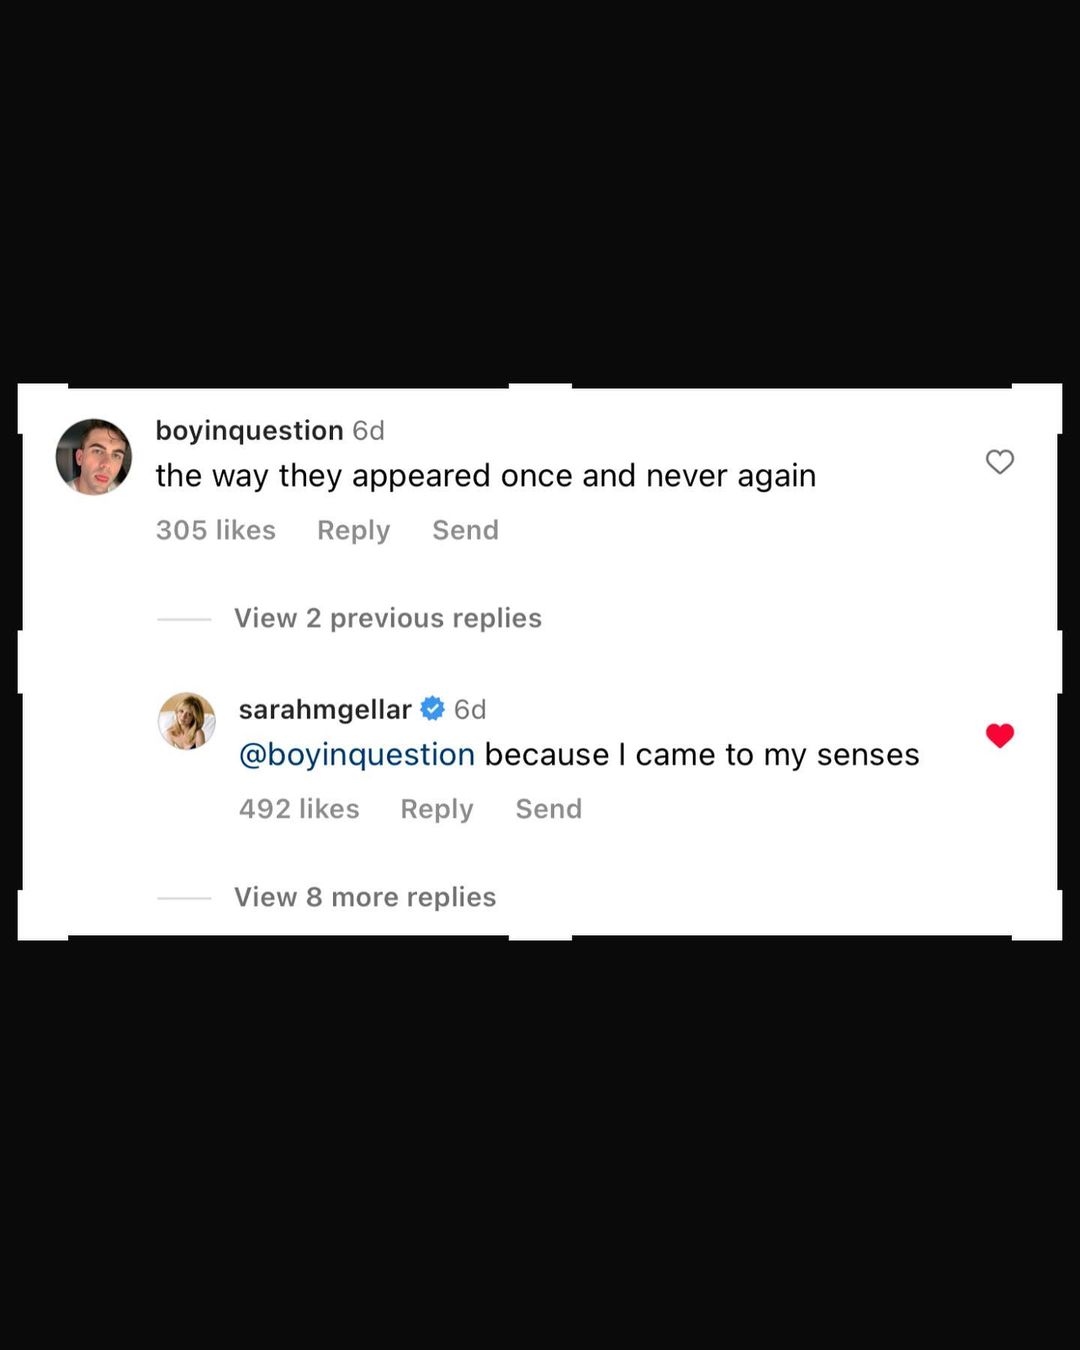 boyinquestion 6d
the way they appeared once and never again
305 likes Reply Send
View 2 previous replies
sarahmgellar 6d
@boyinquestion because I came to my senses
492 likes Reply Send
View 8 more replies